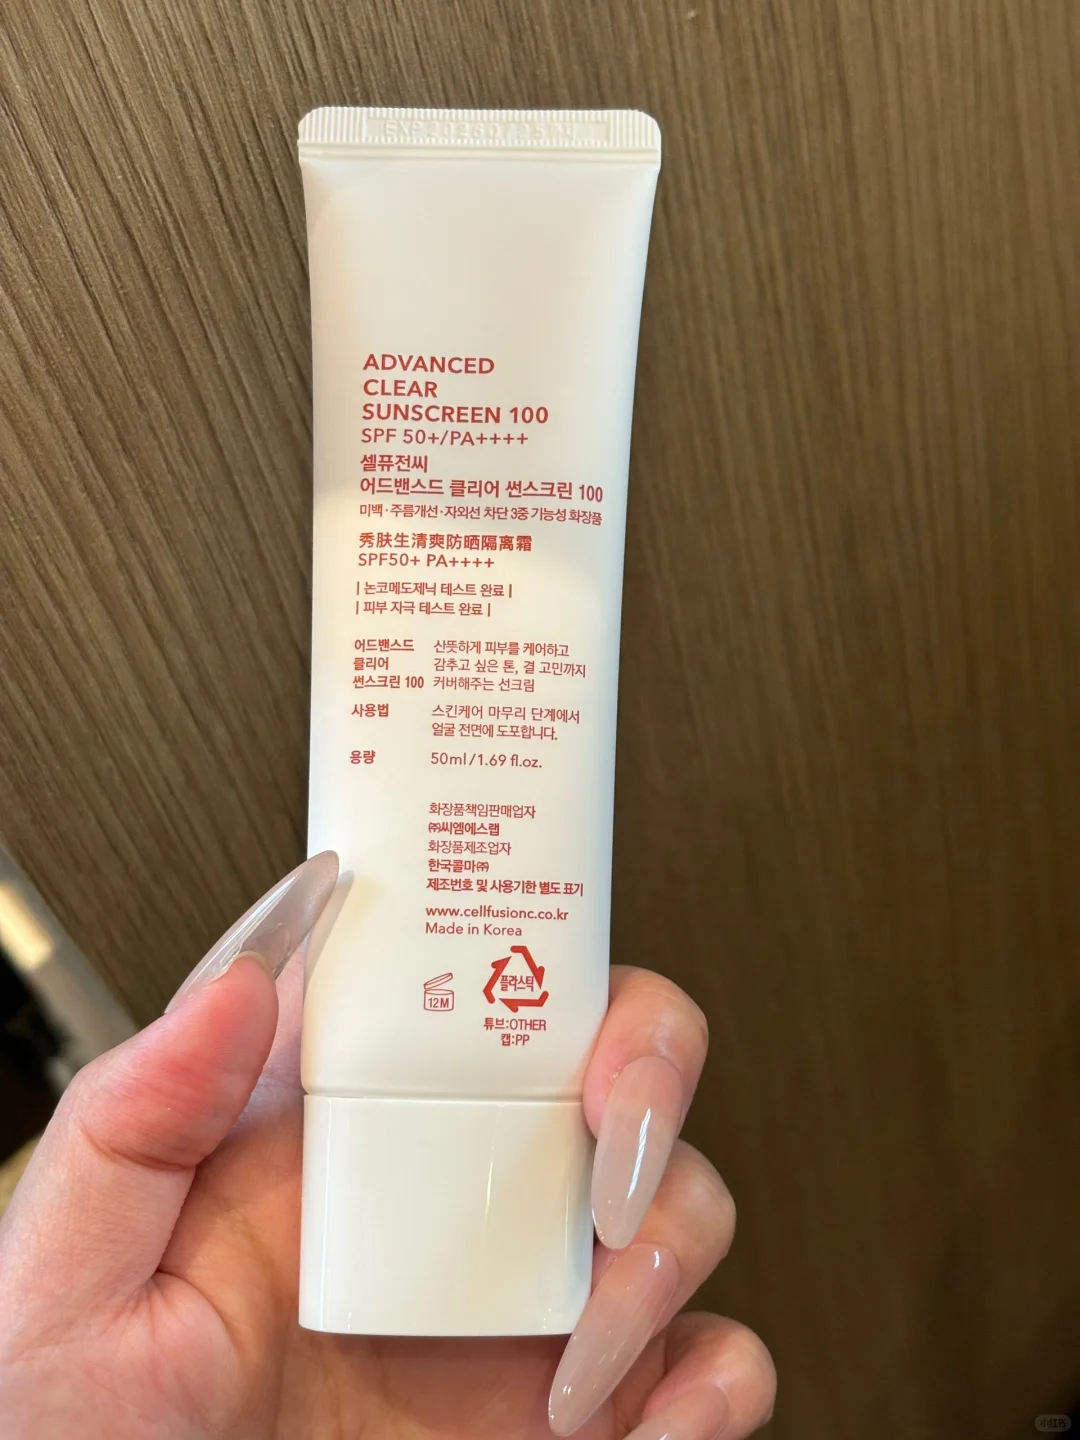 ADVANCED
CLEAR
SUNSCREEN 100
SPF 50+/PA++++
셀퓨전씨
어드밴스드 클리어 썬스크린 100
미백·주름개선·자외선 차단 3중 기능성 화장품
秀肤生清爽防晒隔离霜
SPF50+ PA++++
| 논코메도제닉 테스트 완료 |
| 피부 자극 테스트 완료 |
어드밴스드 산뜻하게 피부를 케어하고
클리어 감추고 싶은 톤, 결 고민까지
썬스크린 100 커버해주는 선크림
사용법 스킨케어 마무리 단계에서
얼굴 전면에 도포합니다.
용량 50ml/1.69 fl.oz.
화장품책임판매업자
㈜씨엠에스랩
화장품제조업자
한국콜마㈜
제조번호 및 사용기한 별도 표기
www.cellfusionc.co.kr
Made in Korea
12M
플라스틱
튜브:OTHER
캡:PP
小红书